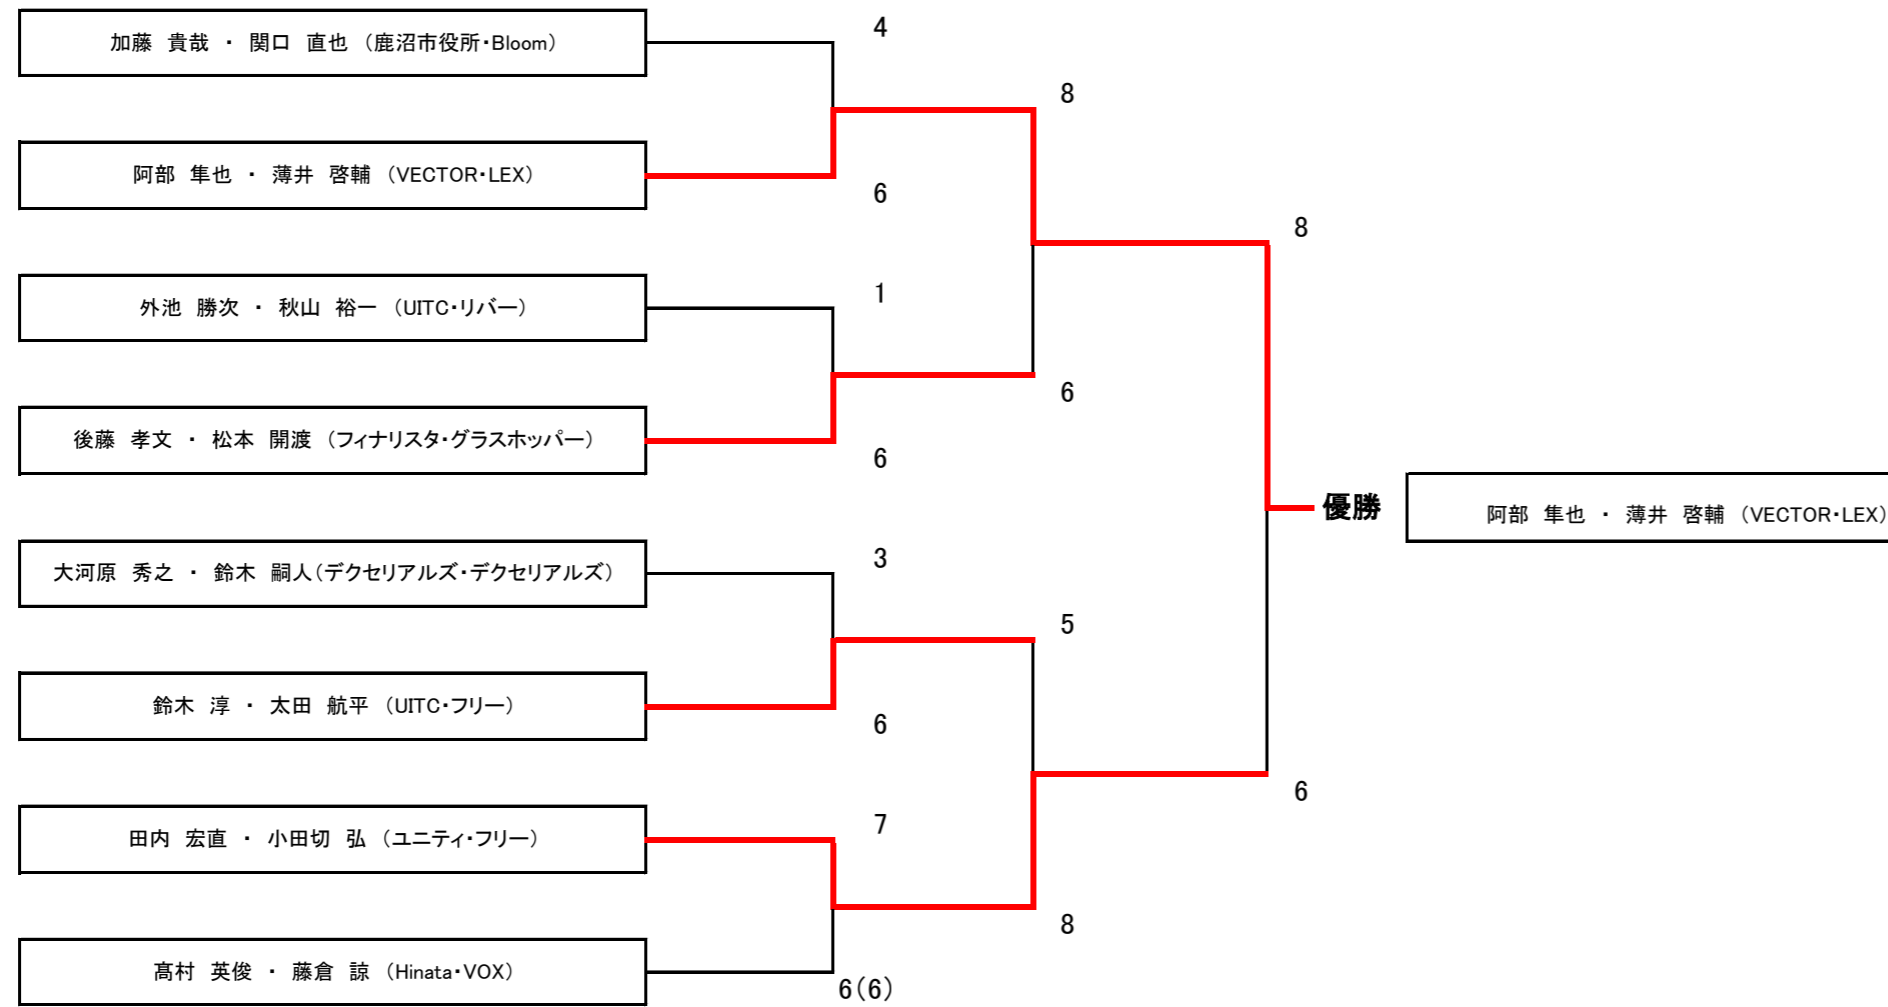 加藤　貴哉　・　関口　直也　（鹿沼市役所・Bloom）
4
8
阿部　隼也　・　薄井　啓輔　（VECTOR・LEX）
6
8
外池　勝次　・　秋山　裕一　（UITC・リバー）
1
6
後藤　孝文　・　松本　開渡　（フィナリスタ・グラスホッパー）
6
優勝
阿部　隼也　・　薄井　啓輔　（VECTOR・LEX）
大河原　秀之　・　鈴木　嗣人（デクセリアルズ・デクセリアルズ）
3
5
鈴木　淳　・　太田　航平　（UITC・フリー）
6
6
田内　宏直　・　小田切　弘　（ユニティ・フリー）
7
8
髙村　英俊　・　藤倉　諒　（Hinata・VOX）
6（6）